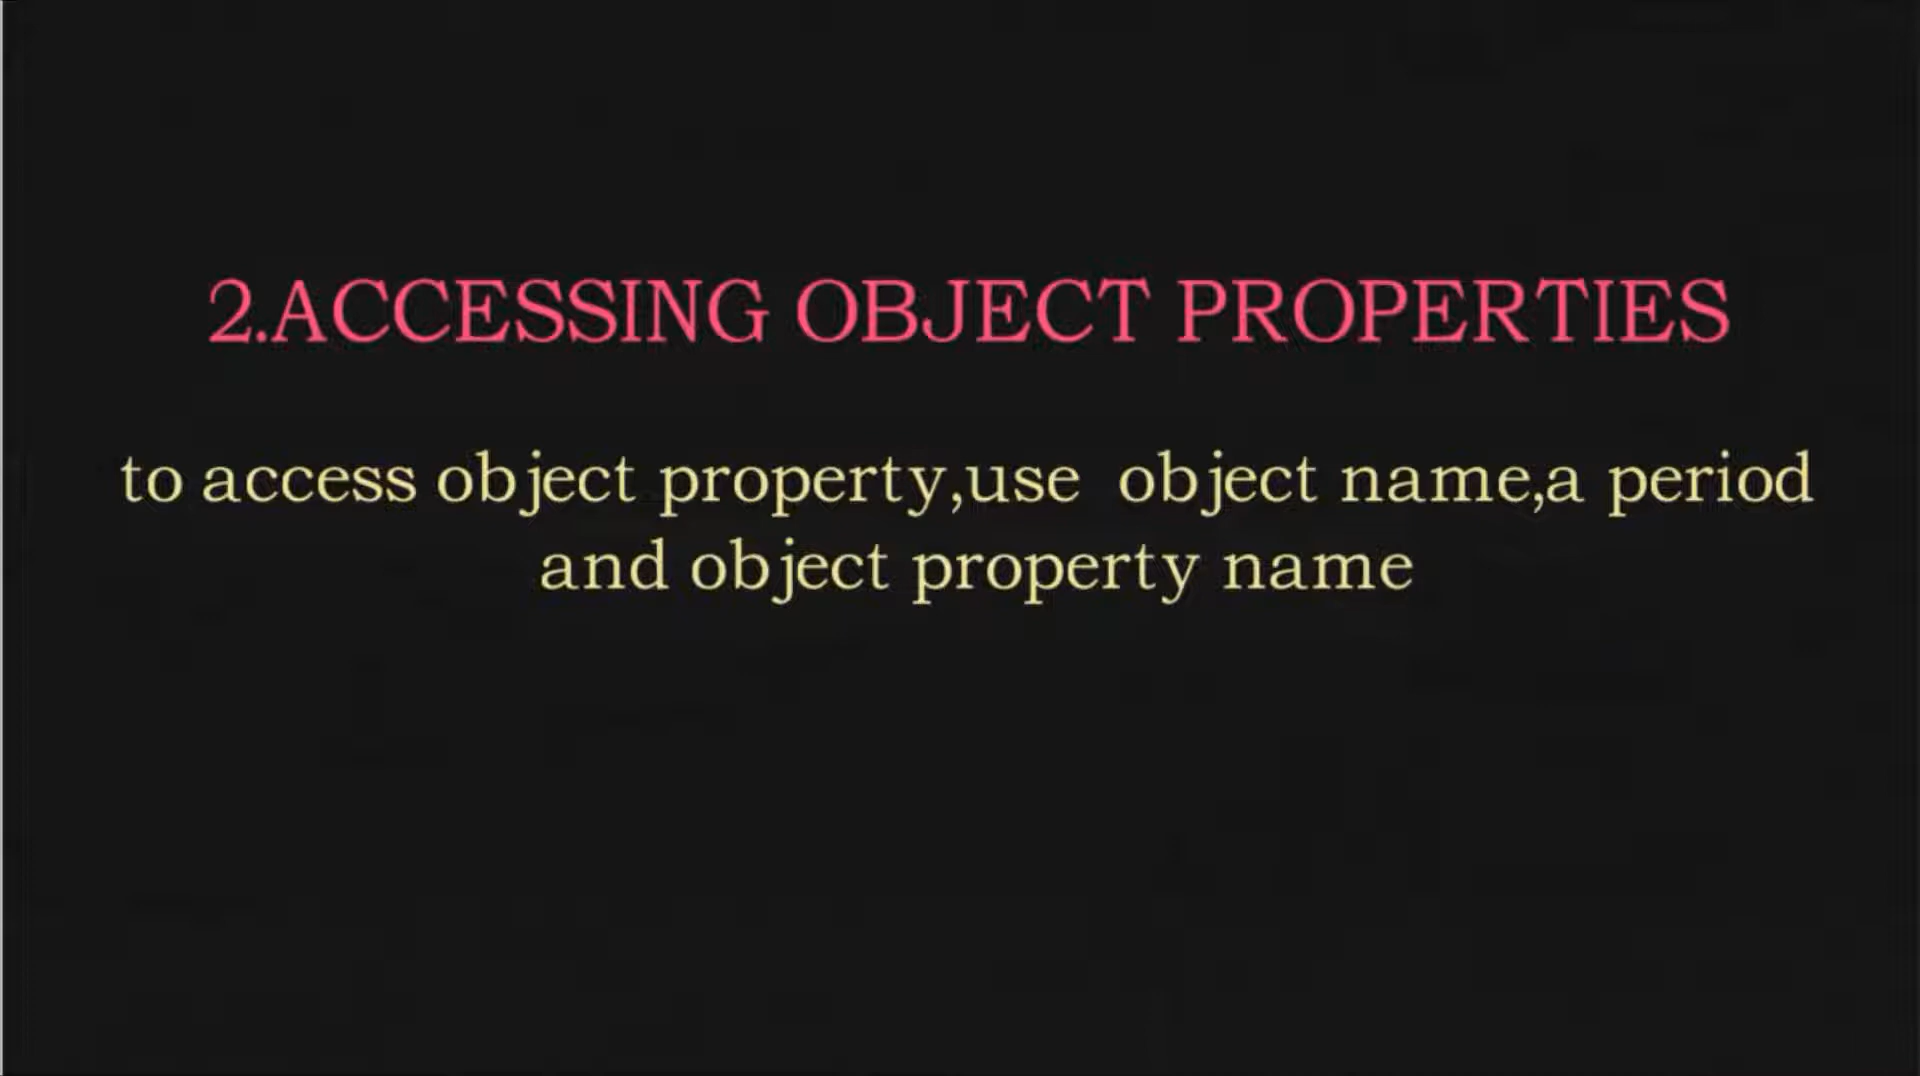 2.ACCESSING OBJECT PROPERTIES
to access object property,use  object name,a period
and object property name